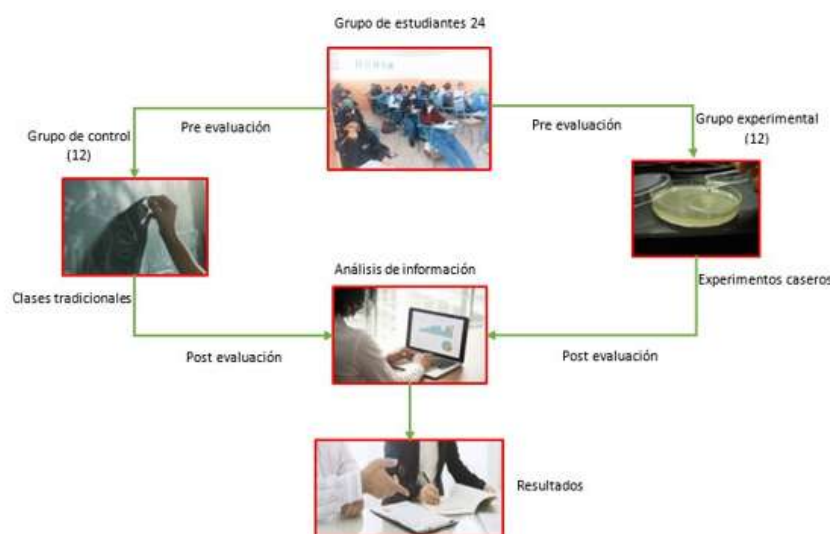 Grupo de estudiantes 24
Pre evaluación
Pre evaluación
Grupo de control
(12)
Grupo experimental
(12)
Análisis de información
Clases tradicionales
Experimentos caseros
Post evaluación
Post evaluación
Resultados